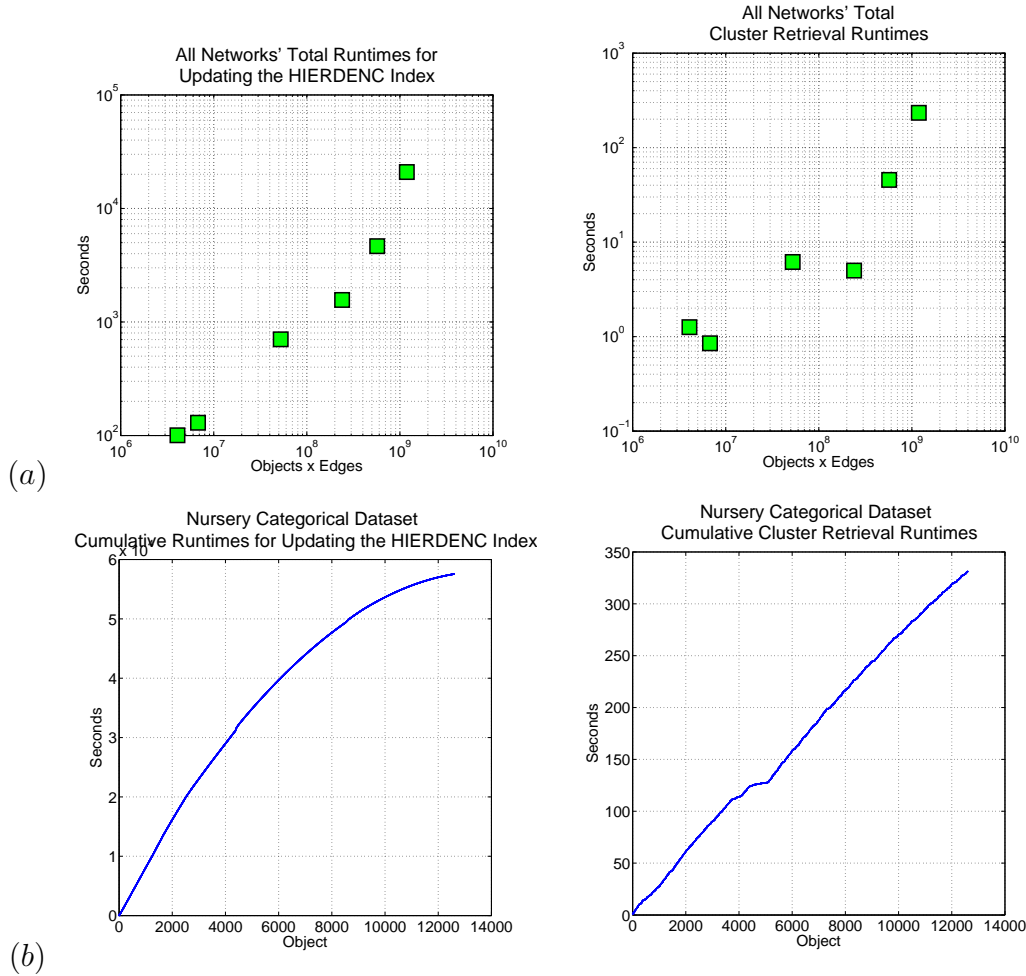 All Networks' Total Runtimes for
Updating the HIERDENC Index
10^5
10^4
10^3
10^2
Seconds
10^6 10^7 10^8 10^9 10^10
Objects x Edges
All Networks' Total
Cluster Retrieval Runtimes
10^3
10^2
10^1
10^0
10^-1
Seconds
10^6 10^7 10^8 10^9 10^10
Objects x Edges
(a)
Nursery Categorical Dataset
Cumulative Runtimes for Updating the HIERDENC Index
x 10
6
5
4
3
2
1
0
Seconds
0 2000 4000 6000 8000 10000 12000 14000
Object
Nursery Categorical Dataset
Cumulative Cluster Retrieval Runtimes
350
300
250
200
150
100
50
0
Seconds
0 2000 4000 6000 8000 10000 12000 14000
Object
(b)